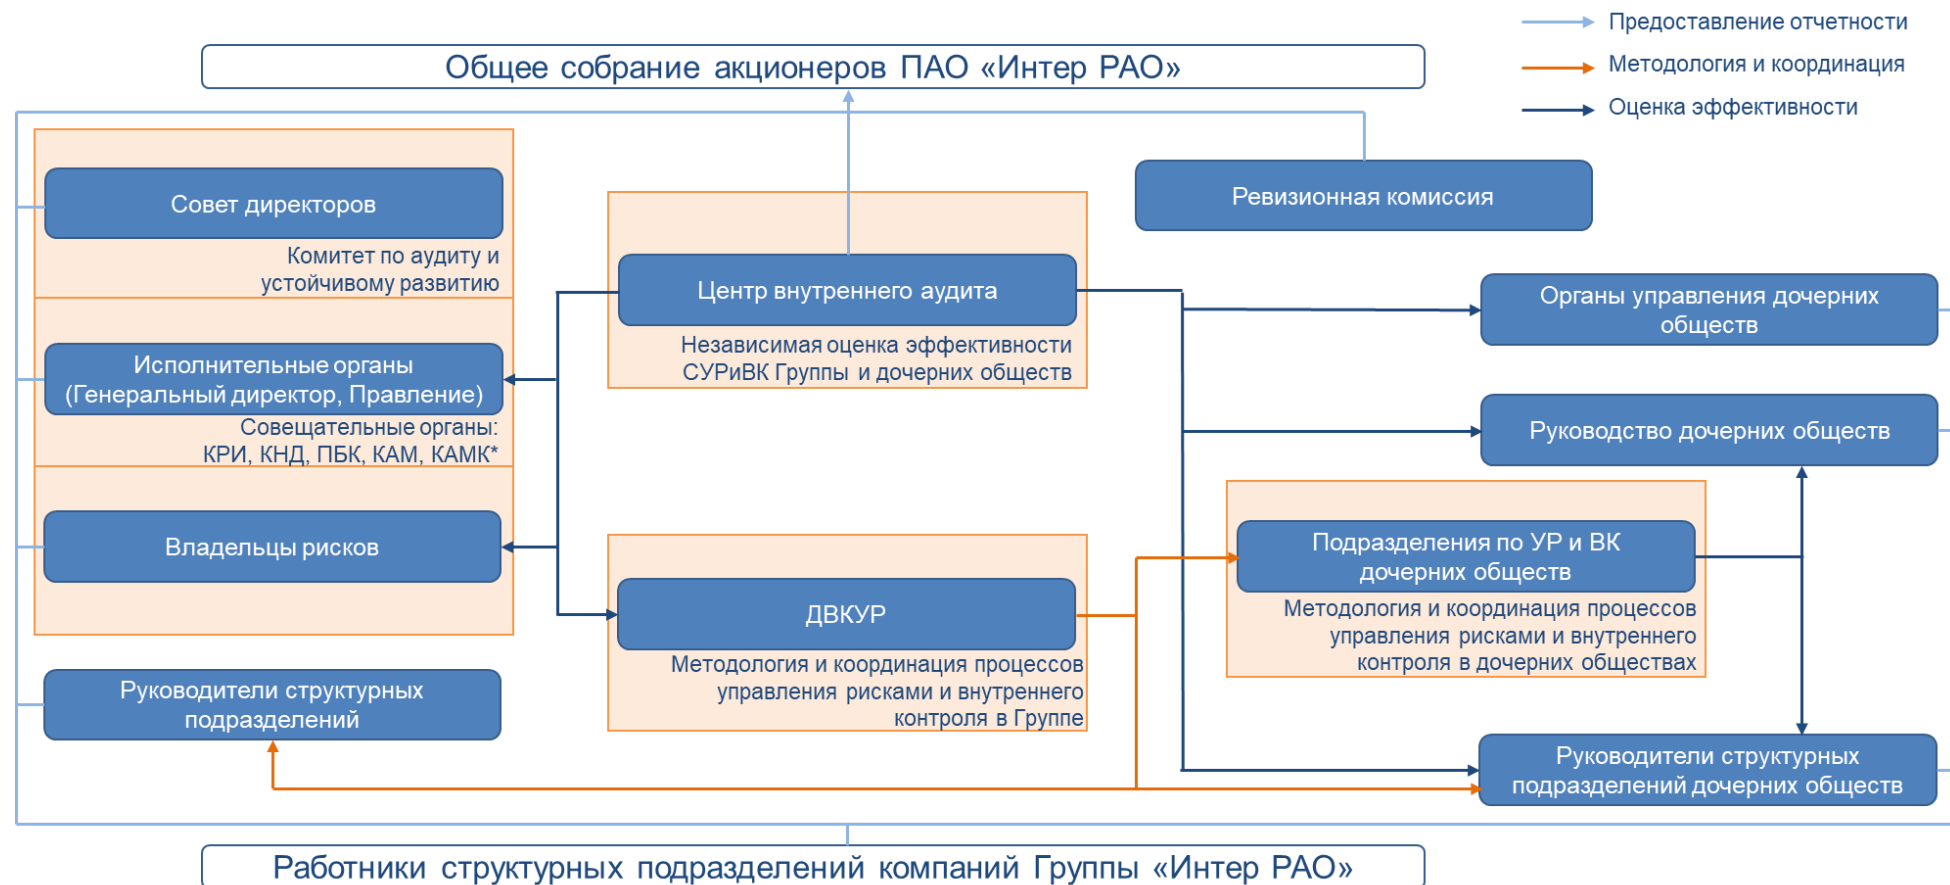 Предоставление отчетности
Методология и координация
Оценка эффективности
Общее собрание акционеров ПАО «Интер РАО»
Совет директоров
Комитет по аудиту и
устойчивому развитию
Исполнительные органы
(Генеральный директор, Правление)
Совещательные органы:
КРИ, КНД, ПБК, КАМ, КАМК*
Владельцы рисков
Руководители структурных
подразделений
Центр внутреннего аудита
Независимая оценка эффективности
СУРиВК Группы и дочерних обществ
ДВКУР
Методология и координация процессов
управления рисками и внутреннего
контроля в Группе
Ревизионная комиссия
Органы управления дочерних
обществ
Руководство дочерних обществ
Подразделения по УР и ВК
дочерних обществ
Методология и координация процессов
управления рисками и внутреннего
контроля в дочерних обществах
Руководители структурных
подразделений дочерних обществ
Работники структурных подразделений компаний Группы «Интер РАО»